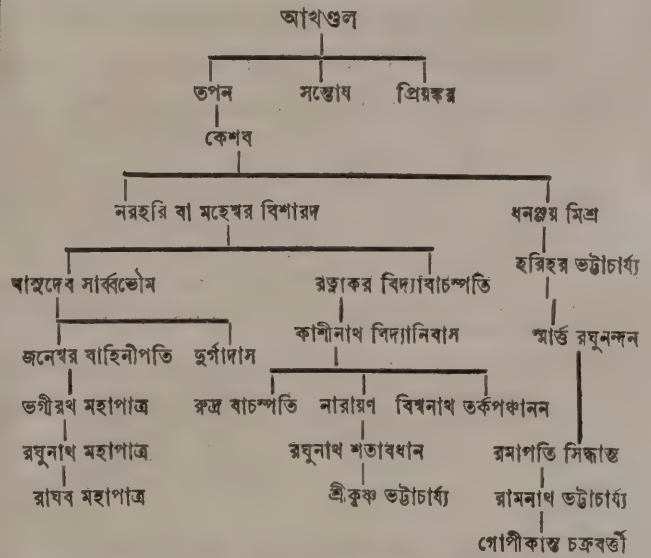 আখণ্ডল
তপন সন্তোষ প্রিয়ঙ্কর
কেশব
নরহরি বা মহেশ্বর বিশারদ ধনঞ্জয় মিশ্র
হরিহর ভট্টাচার্য্য
বাসুদেব সার্ব্বভৌম রত্নাকর বিদ্যাবাচস্পতি
কাশীনাথ বিদ্যানিবাস স্মার্ত্ত রঘুনন্দন
জনেশ্বর বাহিনীপতি দুর্গাদাস
ভগীরথ মহাপাত্র রুদ্র বাচস্পতি নারায়ণ বিশ্বনাথ তর্কপঞ্চানন
রঘুনাথ মহাপাত্র রঘুনাথ শতাবধান রমাপতি সিদ্ধান্ত
রাঘব মহাপাত্র শ্রীকৃষ্ণ ভট্টাচার্য্য রামনাথ ভট্টাচার্য্য
গোপীকান্ত চক্রবর্ত্তী